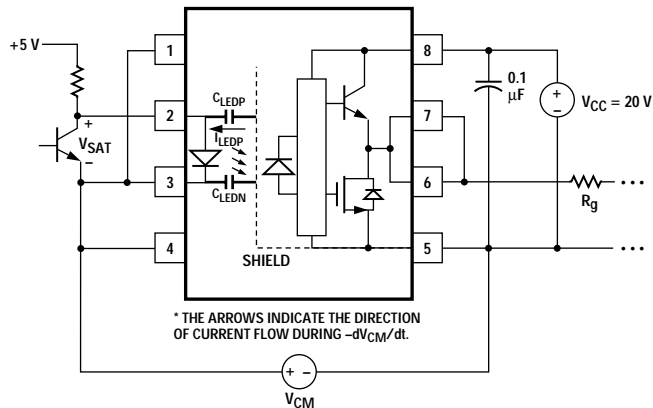 +5 V
1
8
C_LEDP
0.1
μF
2
7
V_CC = 20 V
+
V_SAT
–
I_LEDP
+
–
3
6
C_LEDN
R_g
4
5
SHIELD
* THE ARROWS INDICATE THE DIRECTION
OF CURRENT FLOW DURING –dV_CM/dt.
+ –
V_CM